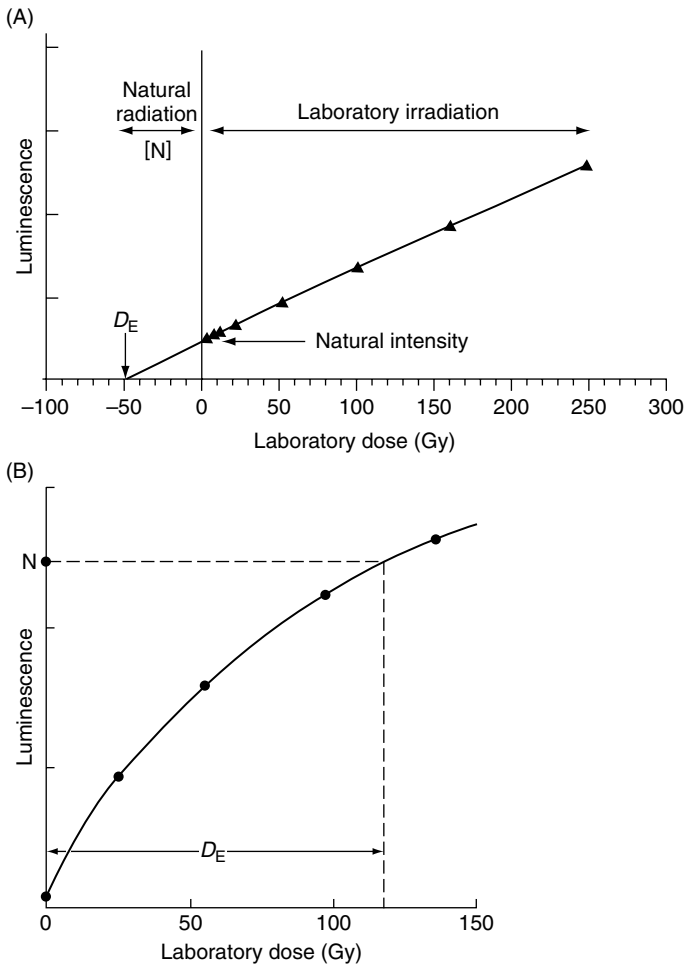 (A)
Natural
radiation
[N]
Laboratory irradiation
Luminescence
D_E
Natural intensity
–100 –50 0 50 100 150 200 250 300
Laboratory dose (Gy)
(B)
N
Luminescence
D_E
0 50 100 150
Laboratory dose (Gy)